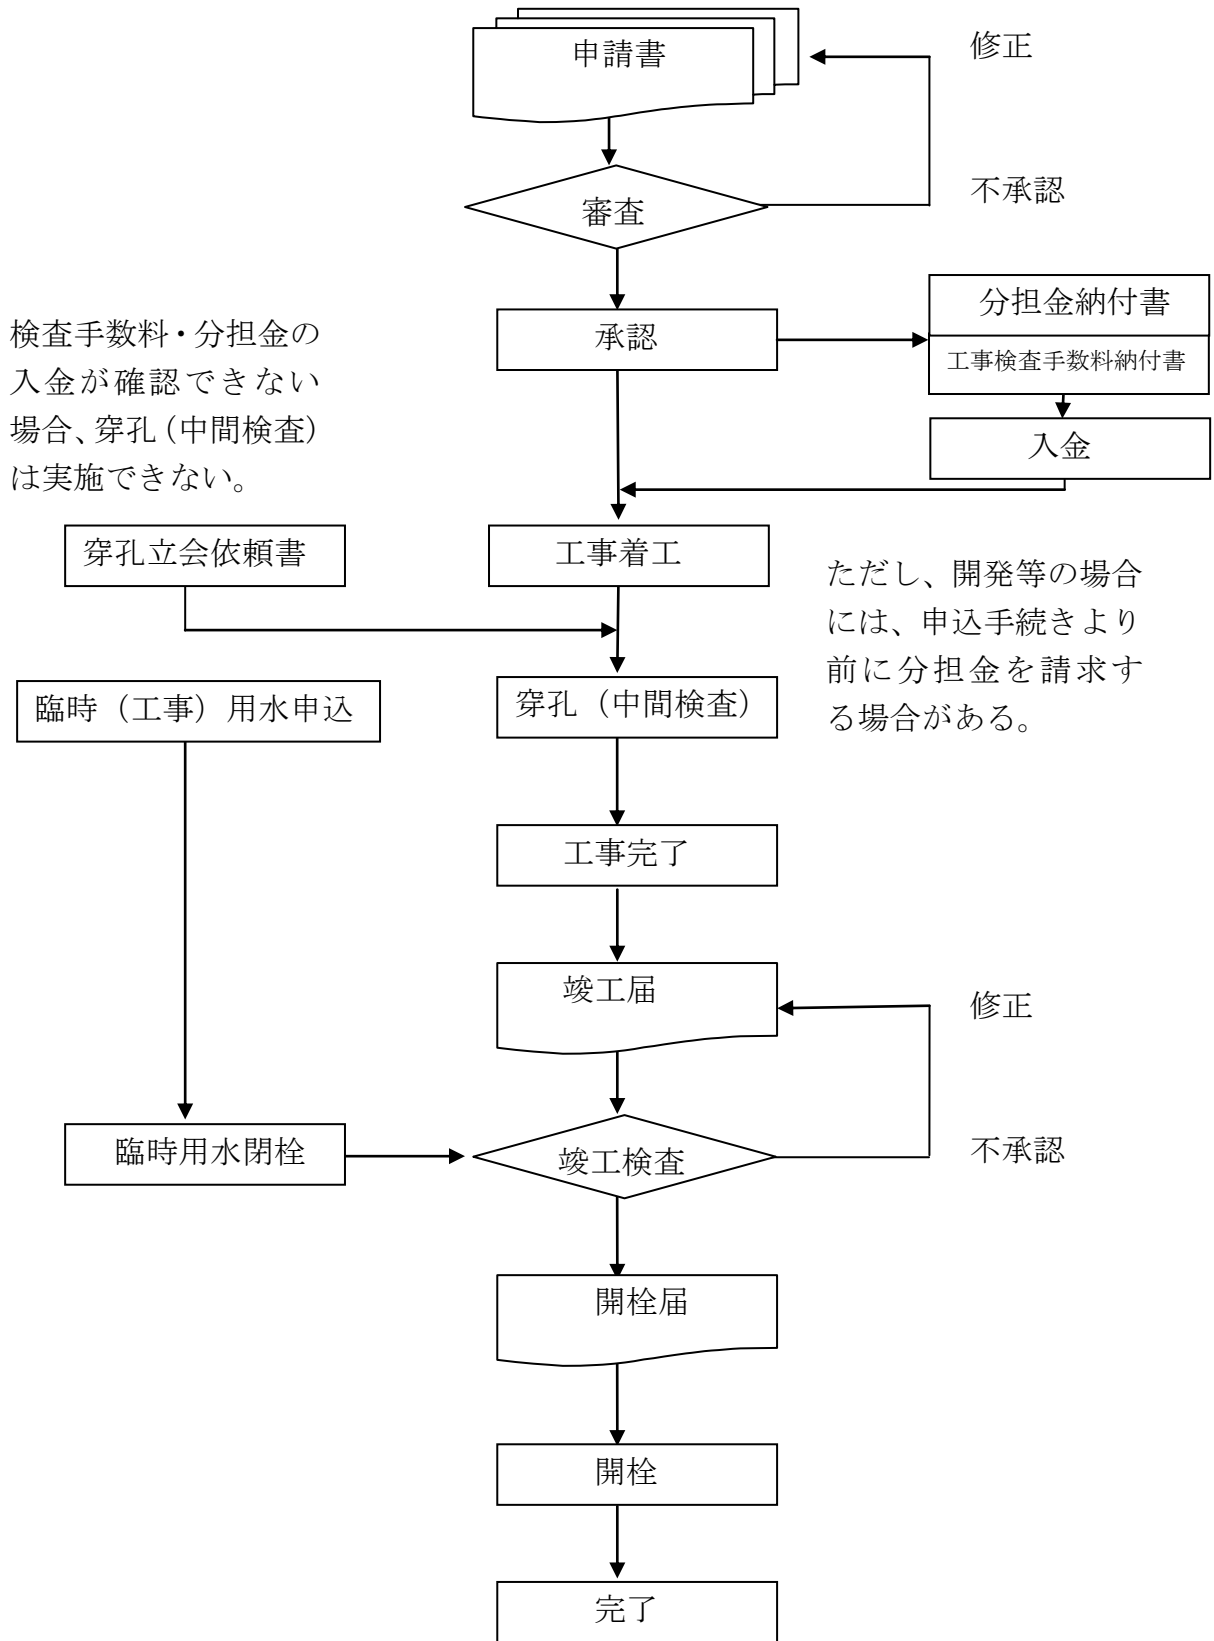 申請書
修正
審査
不承認
承認
分担金納付書
工事検査手数料納付書
入金
検査手数料・分担金の
入金が確認できない
場合、穿孔(中間検査)
は実施できない。
穿孔立会依頼書
工事着工
ただし、開発等の場合
には、申込手続きより
前に分担金を請求す
る場合がある。
臨時（工事）用水申込
穿孔（中間検査）
工事完了
竣工届
修正
臨時用水閉栓
竣工検査
不承認
開栓届
開栓
完了